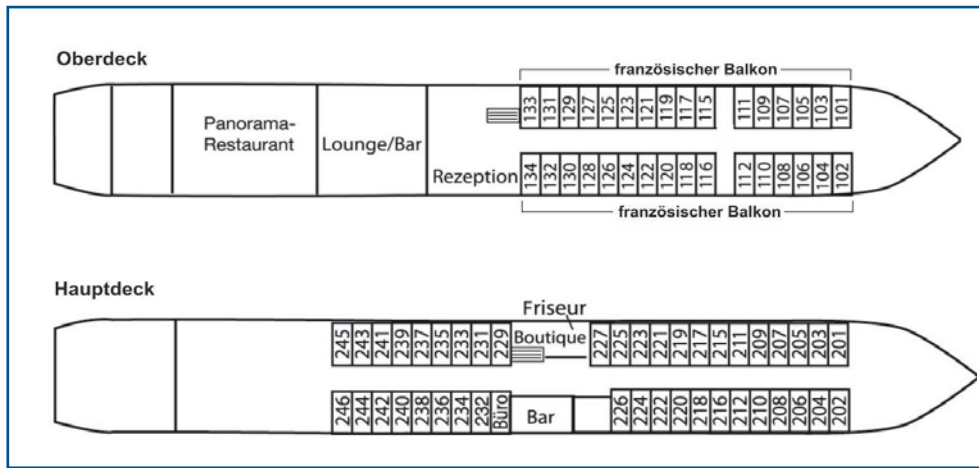 Oberdeck
französischer Balkon
133 131 129 127 125 123 121 119 117 115 111 109 107 105 103 101
Panorama-
Restaurant
Lounge/Bar
Rezeption
134 132 130 128 126 124 122 120 118 116 112 110 108 106 104 102
französischer Balkon
Hauptdeck
Friseur
Boutique
245 243 241 239 237 235 233 231 229
227 225 223 221 219 217 215 211 209 207 205 203 201
246 244 242 240 238 236 234 232 Büro
Bar
226 224 222 220 218 216 212 210 208 206 204 202